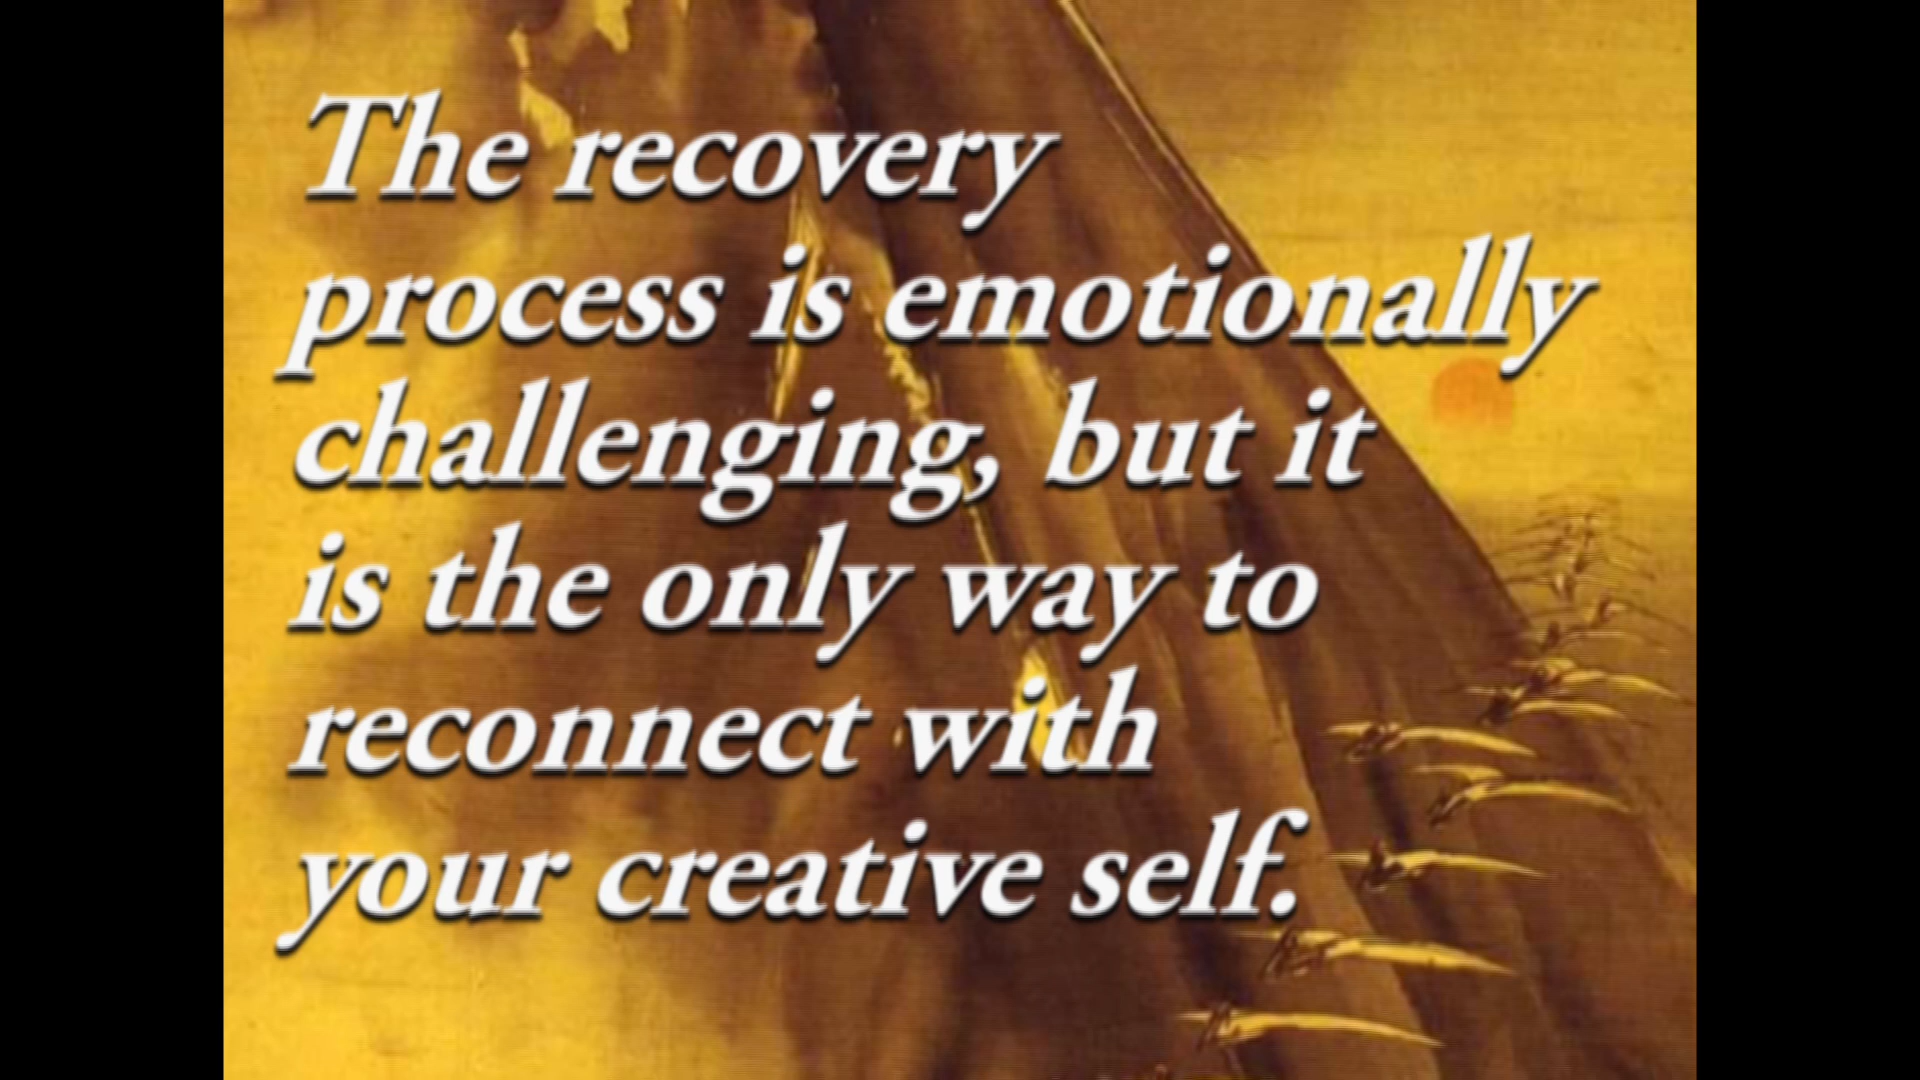 The recovery
process is emotionally
challenging, but it
is the only way to
reconnect with
your creative self.